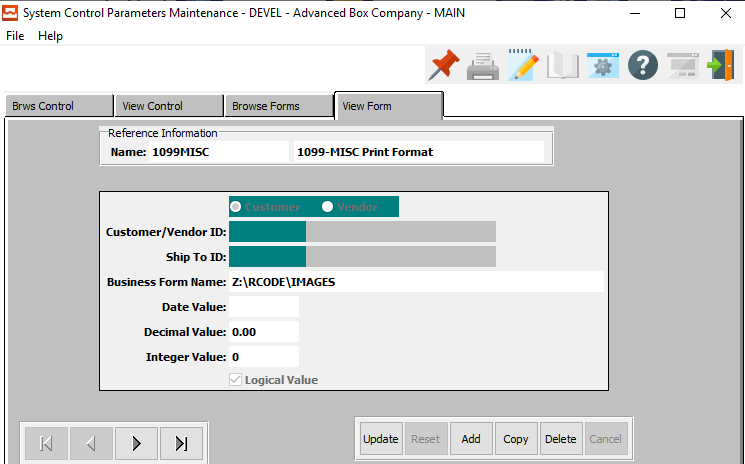 System Control Parameters Maintenance - DEVEL - Advanced Box Company - MAIN
File Help
Brws Control View Control Browse Forms View Form
Reference Information
Name: 1099MISC 1099-MISC Print Format
Customer Vendor
Customer/Vendor ID:
Ship To ID:
Business Form Name: Z:\RCODE\IMAGES
Date Value:
Decimal Value: 0.00
Integer Value: 0
Logical Value
Update Reset Add Copy Delete Cancel